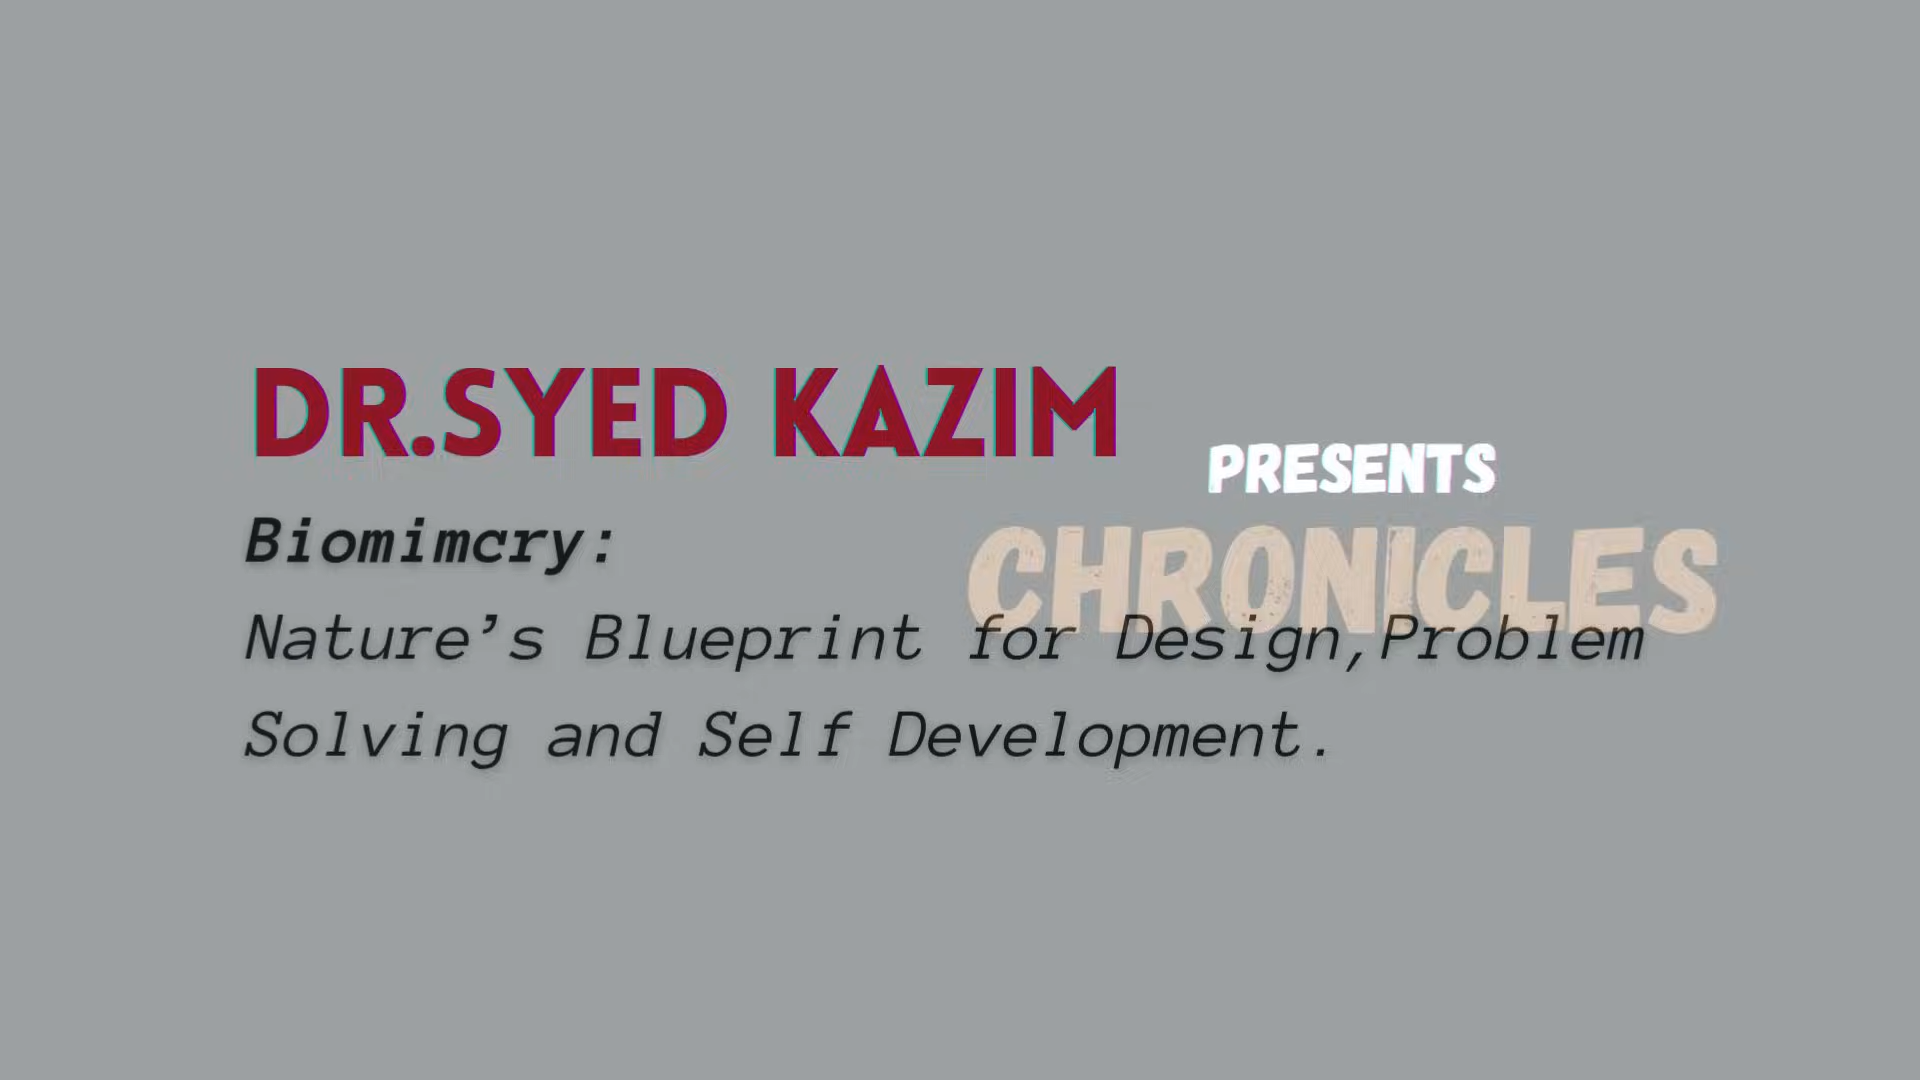 DR.SYED KAZIM
PRESENTS
CHRONICLES
Biomimcry:
Nature’s Blueprint for Design,Problem
Solving and Self Development.